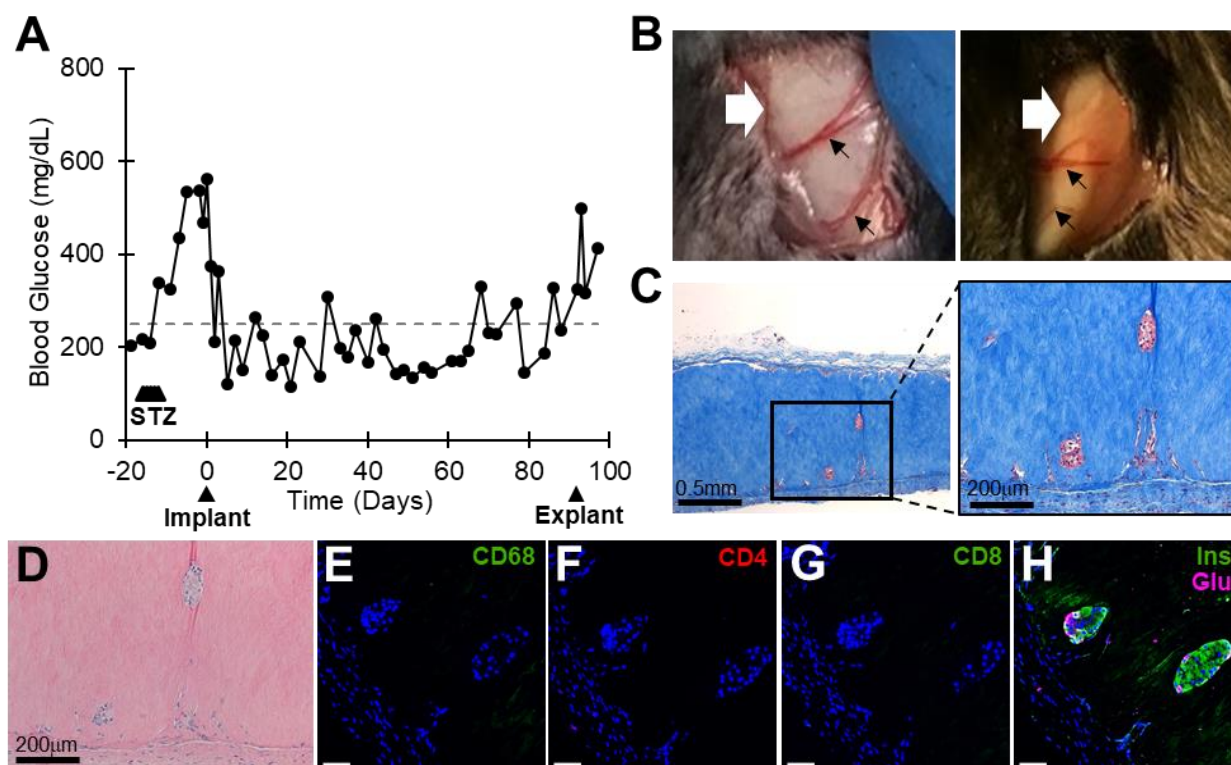 A
Blood Glucose (mg/dL)
800
600
400
200
0
STZ
-20 0 20 40 60 80 100
Time (Days)
Implant
Explant
B
C
0.5mm
200μm
D
200μm
E
CD68
F
CD4
G
CD8
H
Ins
Glu